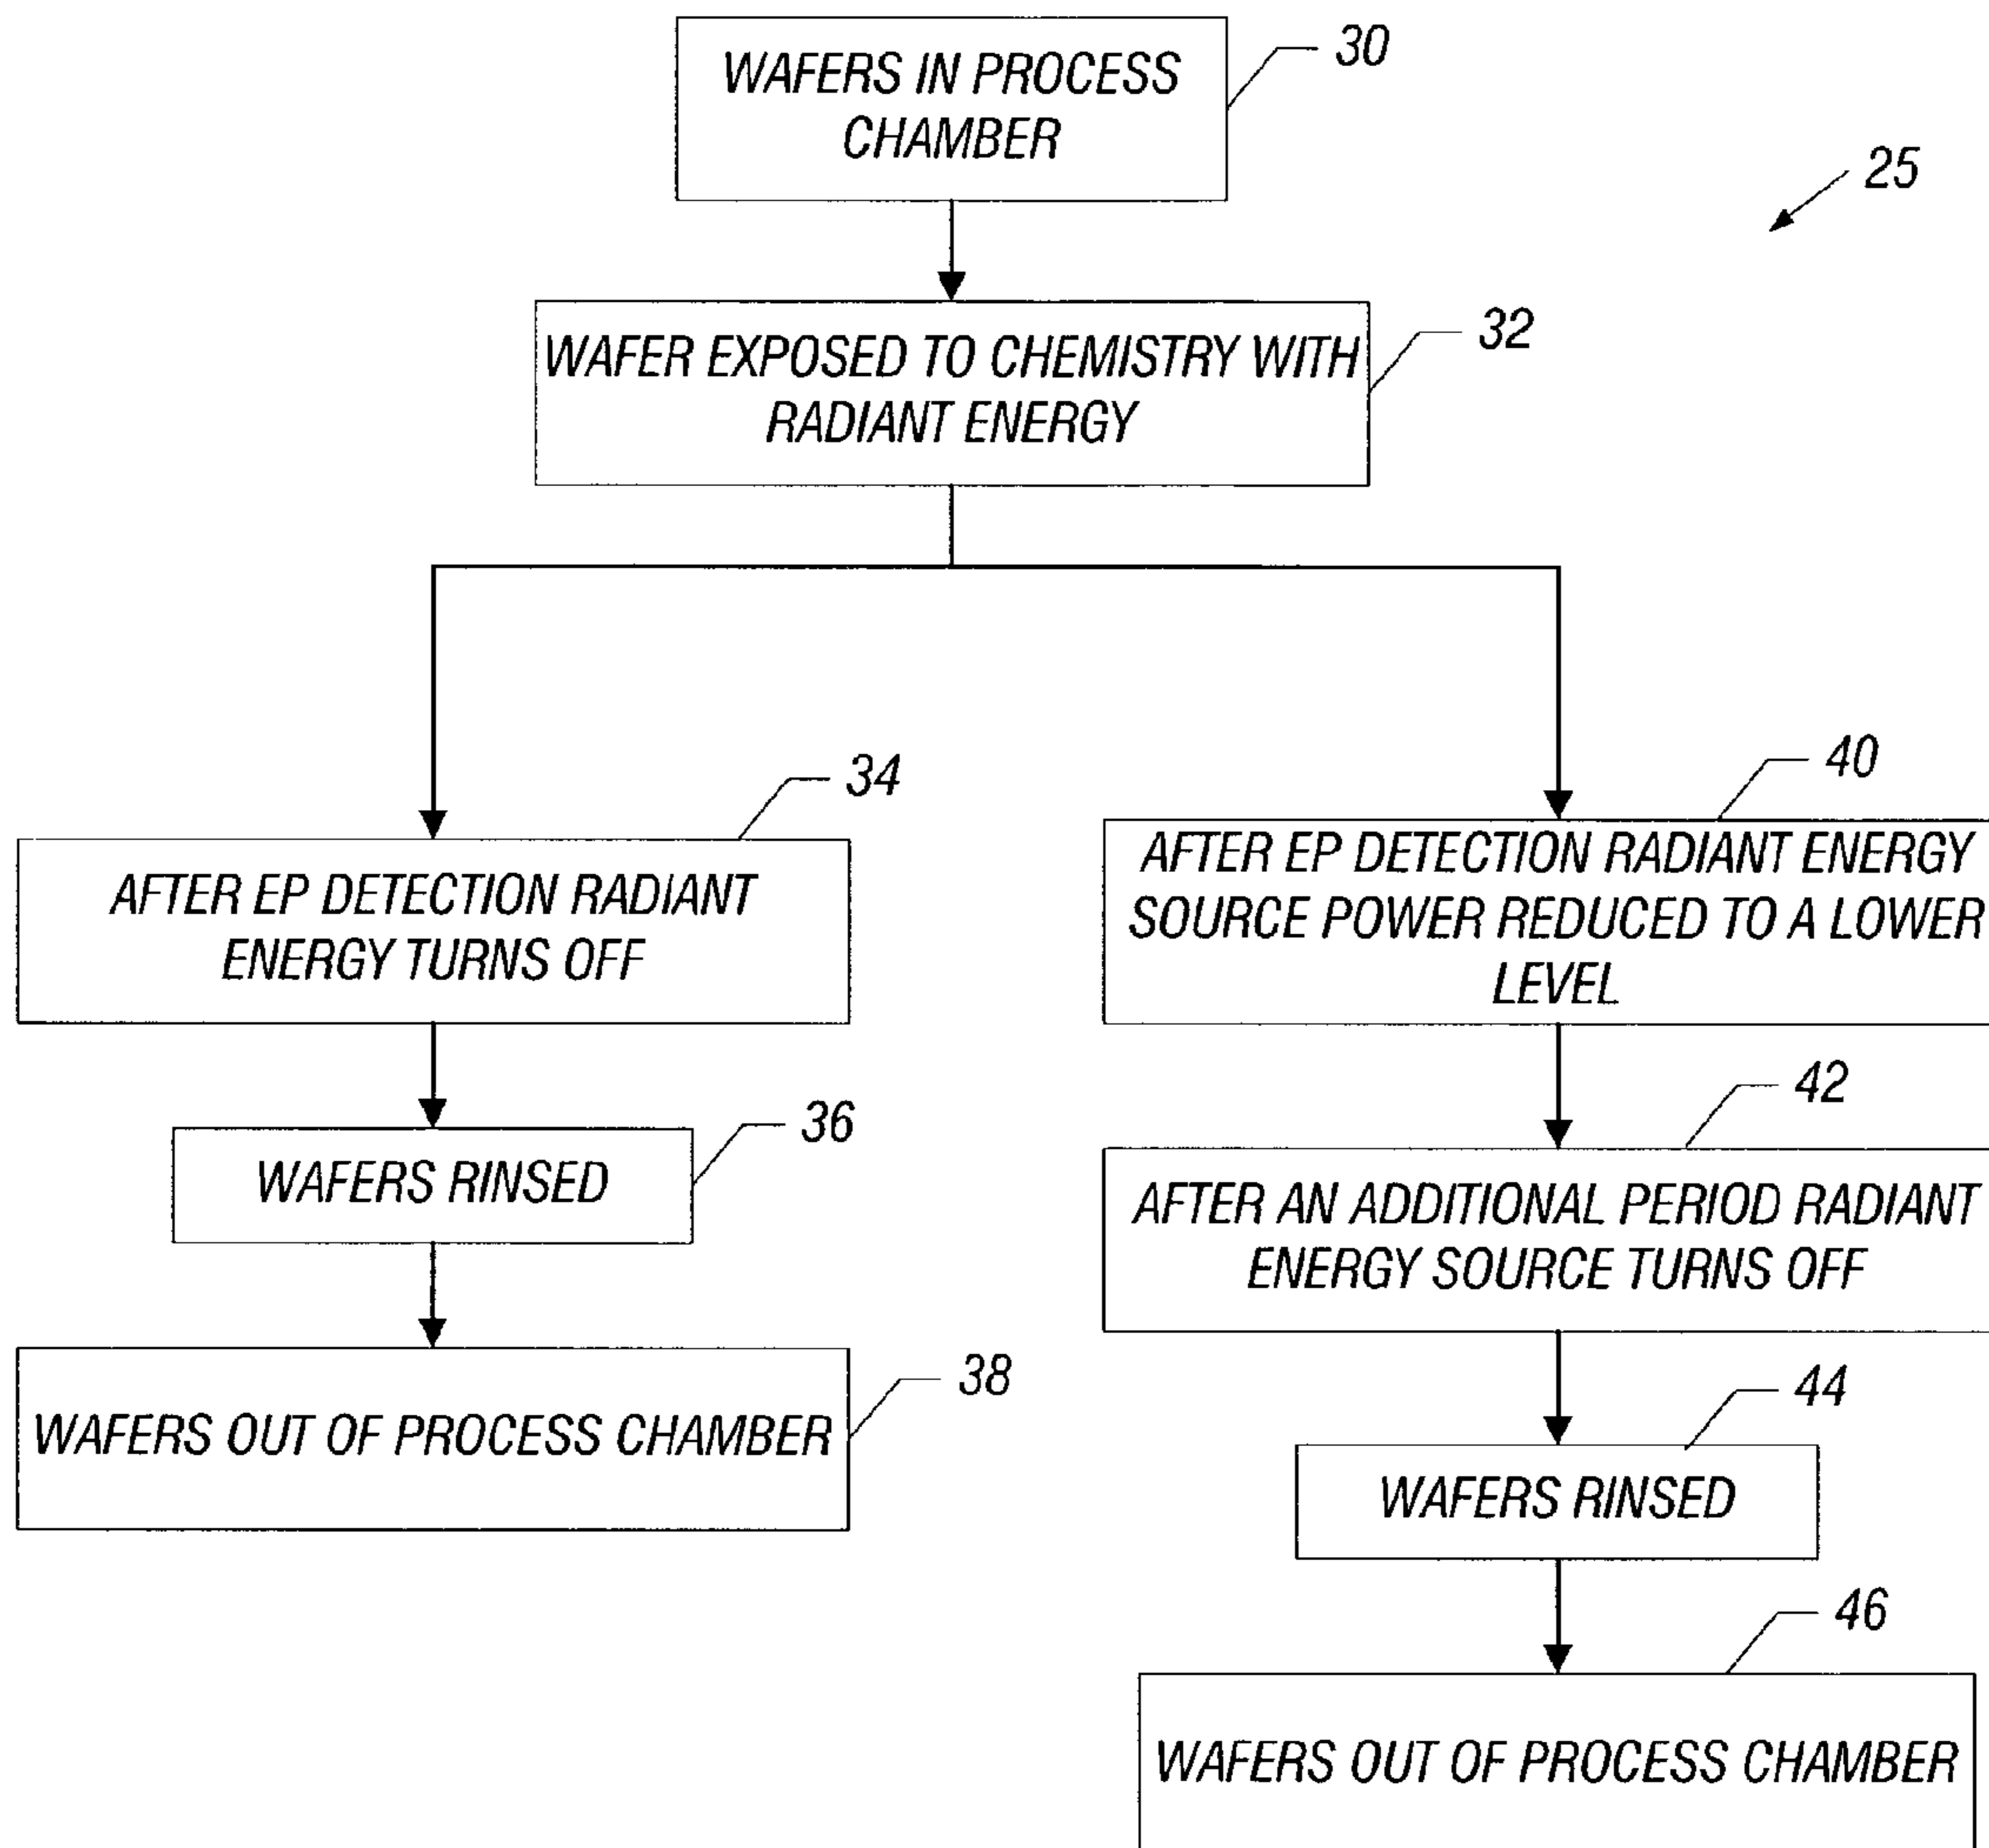 WAFERS IN PROCESS
CHAMBER
30
25
WAFER EXPOSED TO CHEMISTRY WITH
RADIANT ENERGY
32
34
AFTER EP DETECTION RADIANT
ENERGY TURNS OFF
36
WAFERS RINSED
38
WAFERS OUT OF PROCESS CHAMBER
40
AFTER EP DETECTION RADIANT ENERGY
SOURCE POWER REDUCED TO A LOWER
LEVEL
42
AFTER AN ADDITIONAL PERIOD RADIANT
ENERGY SOURCE TURNS OFF
44
WAFERS RINSED
46
WAFERS OUT OF PROCESS CHAMBER